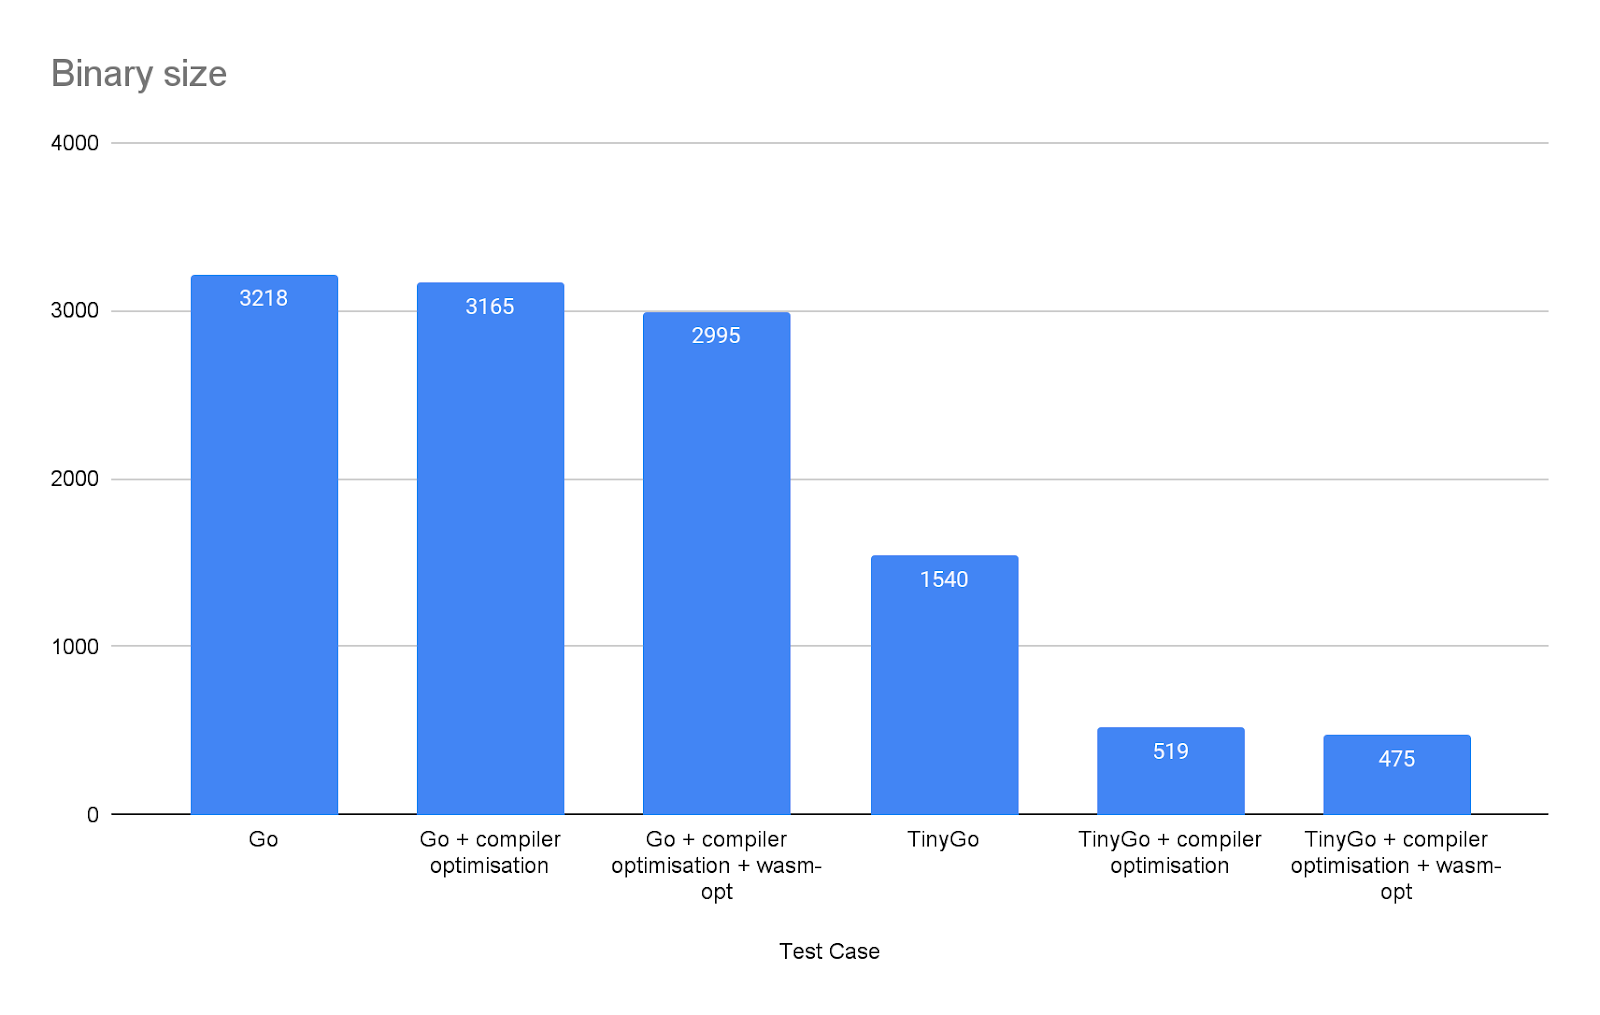 Binary size
4000
3000
2000
1000
0
3218
3165
2995
1540
519
475
Go
Go + compiler
optimisation
Go + compiler
optimisation + wasm-
opt
TinyGo
TinyGo + compiler
optimisation
TinyGo + compiler
optimisation + wasm-
opt
Test Case